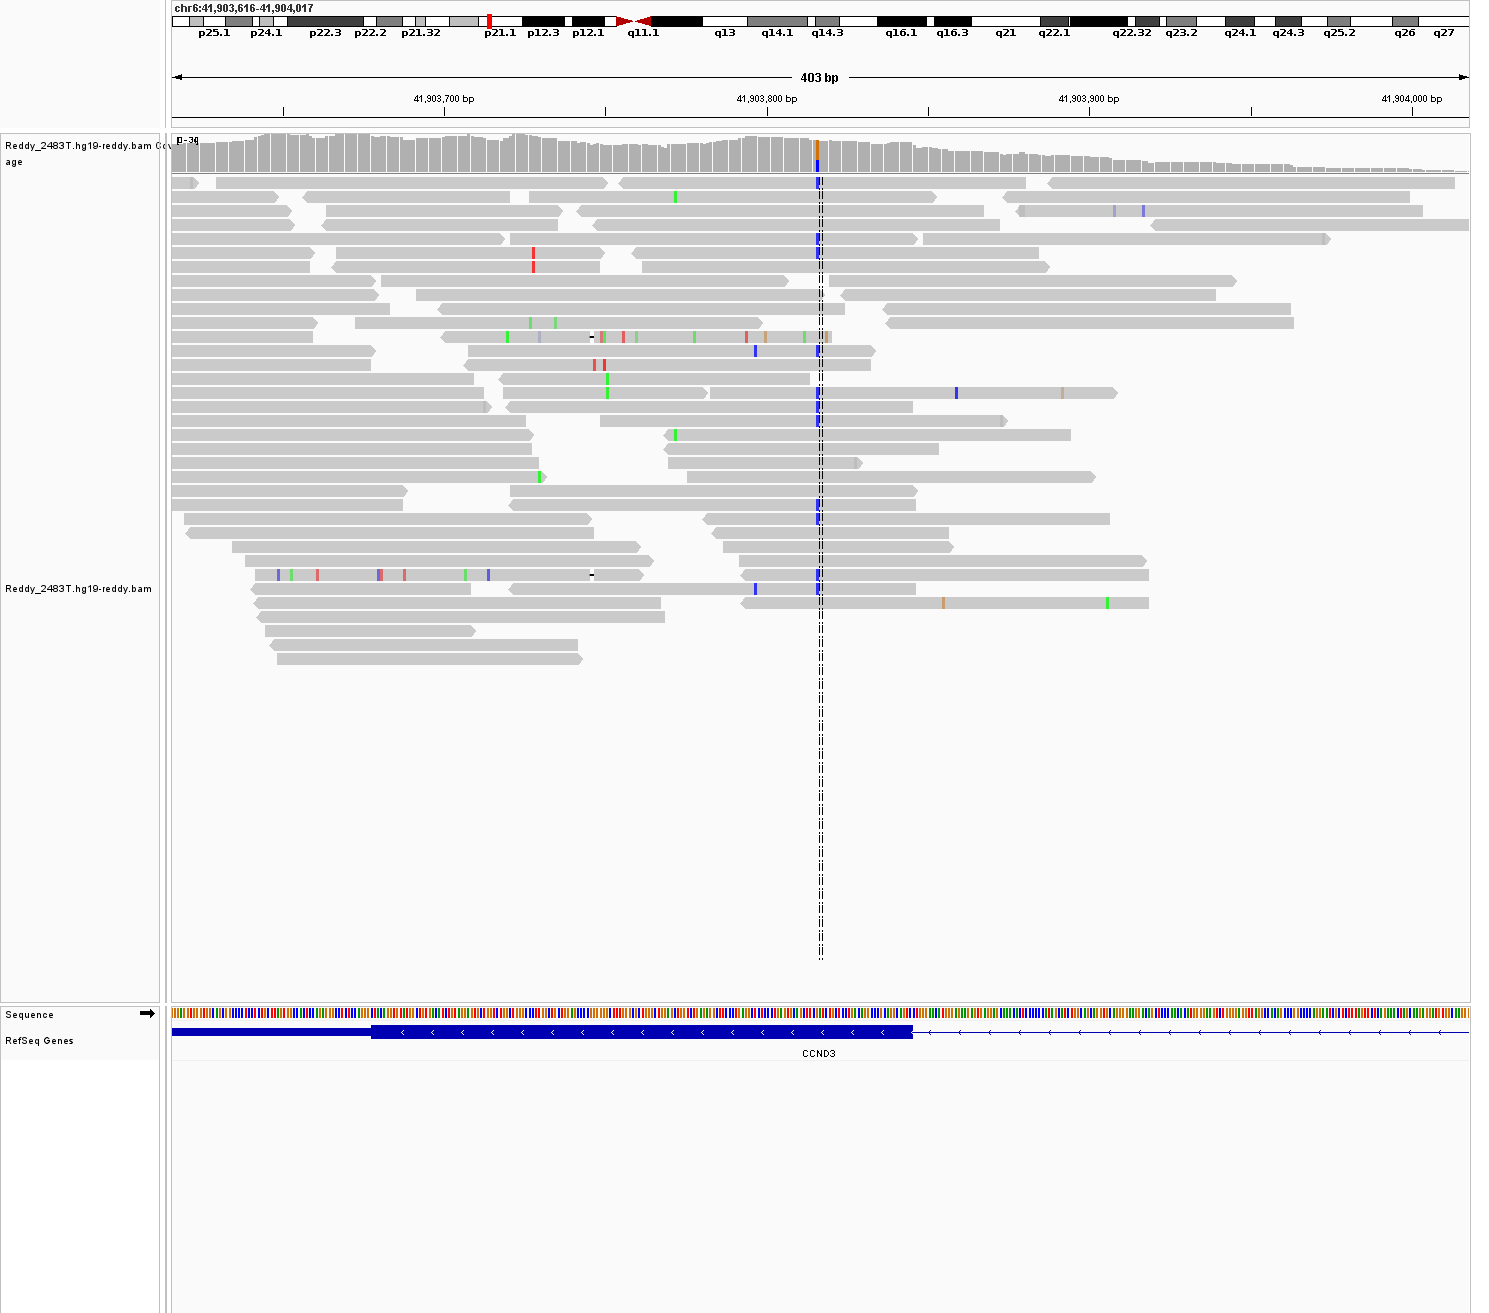 chr6:41,903,616-41,904,017
p25.1 p24.1 p22.3 p22.2 p21.32 p21.1 p12.3 p12.1 q11.1 q13 q14.1 q14.3 q16.1 q16.3 q21 q22.1 q22.32 q23.2 q24.1 q24.3 q25.2 q26 q27
403 bp
41,903,700 bp 41,903,800 bp 41,903,900 bp 41,904,000 bp
Reddy_2483T.hg19-reddy.bam Cov
age
Reddy_2483T.hg19-reddy.bam
Sequence
RefSeq Genes
CCND3